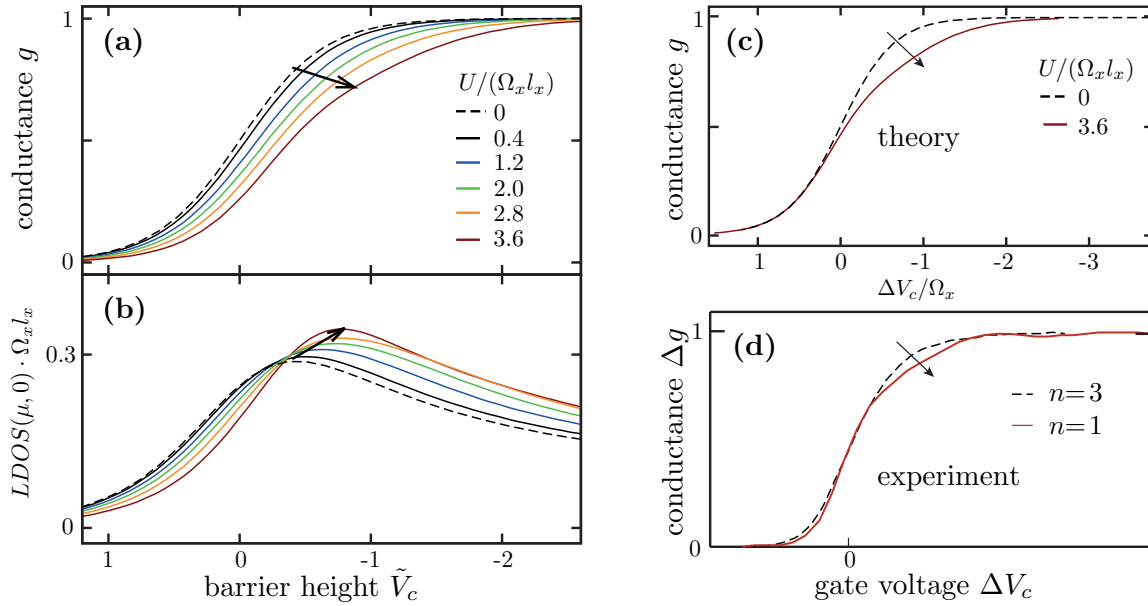 (a)
conductance g
1
0
U/(Ω_x l_x)
0
0.4
1.2
2.0
2.8
3.6
(b)
LDOS(μ, 0) · Ω_x l_x
0.3
0
1 0 -1 -2
barrier height Ṽ_c
(c)
conductance g
1
0
U/(Ω_x l_x)
0
3.6
theory
1 0 -1 -2 -3
ΔV_c/Ω_x
(d)
conductance Δg
1
0
n=3
n=1
experiment
0
gate voltage ΔV_c